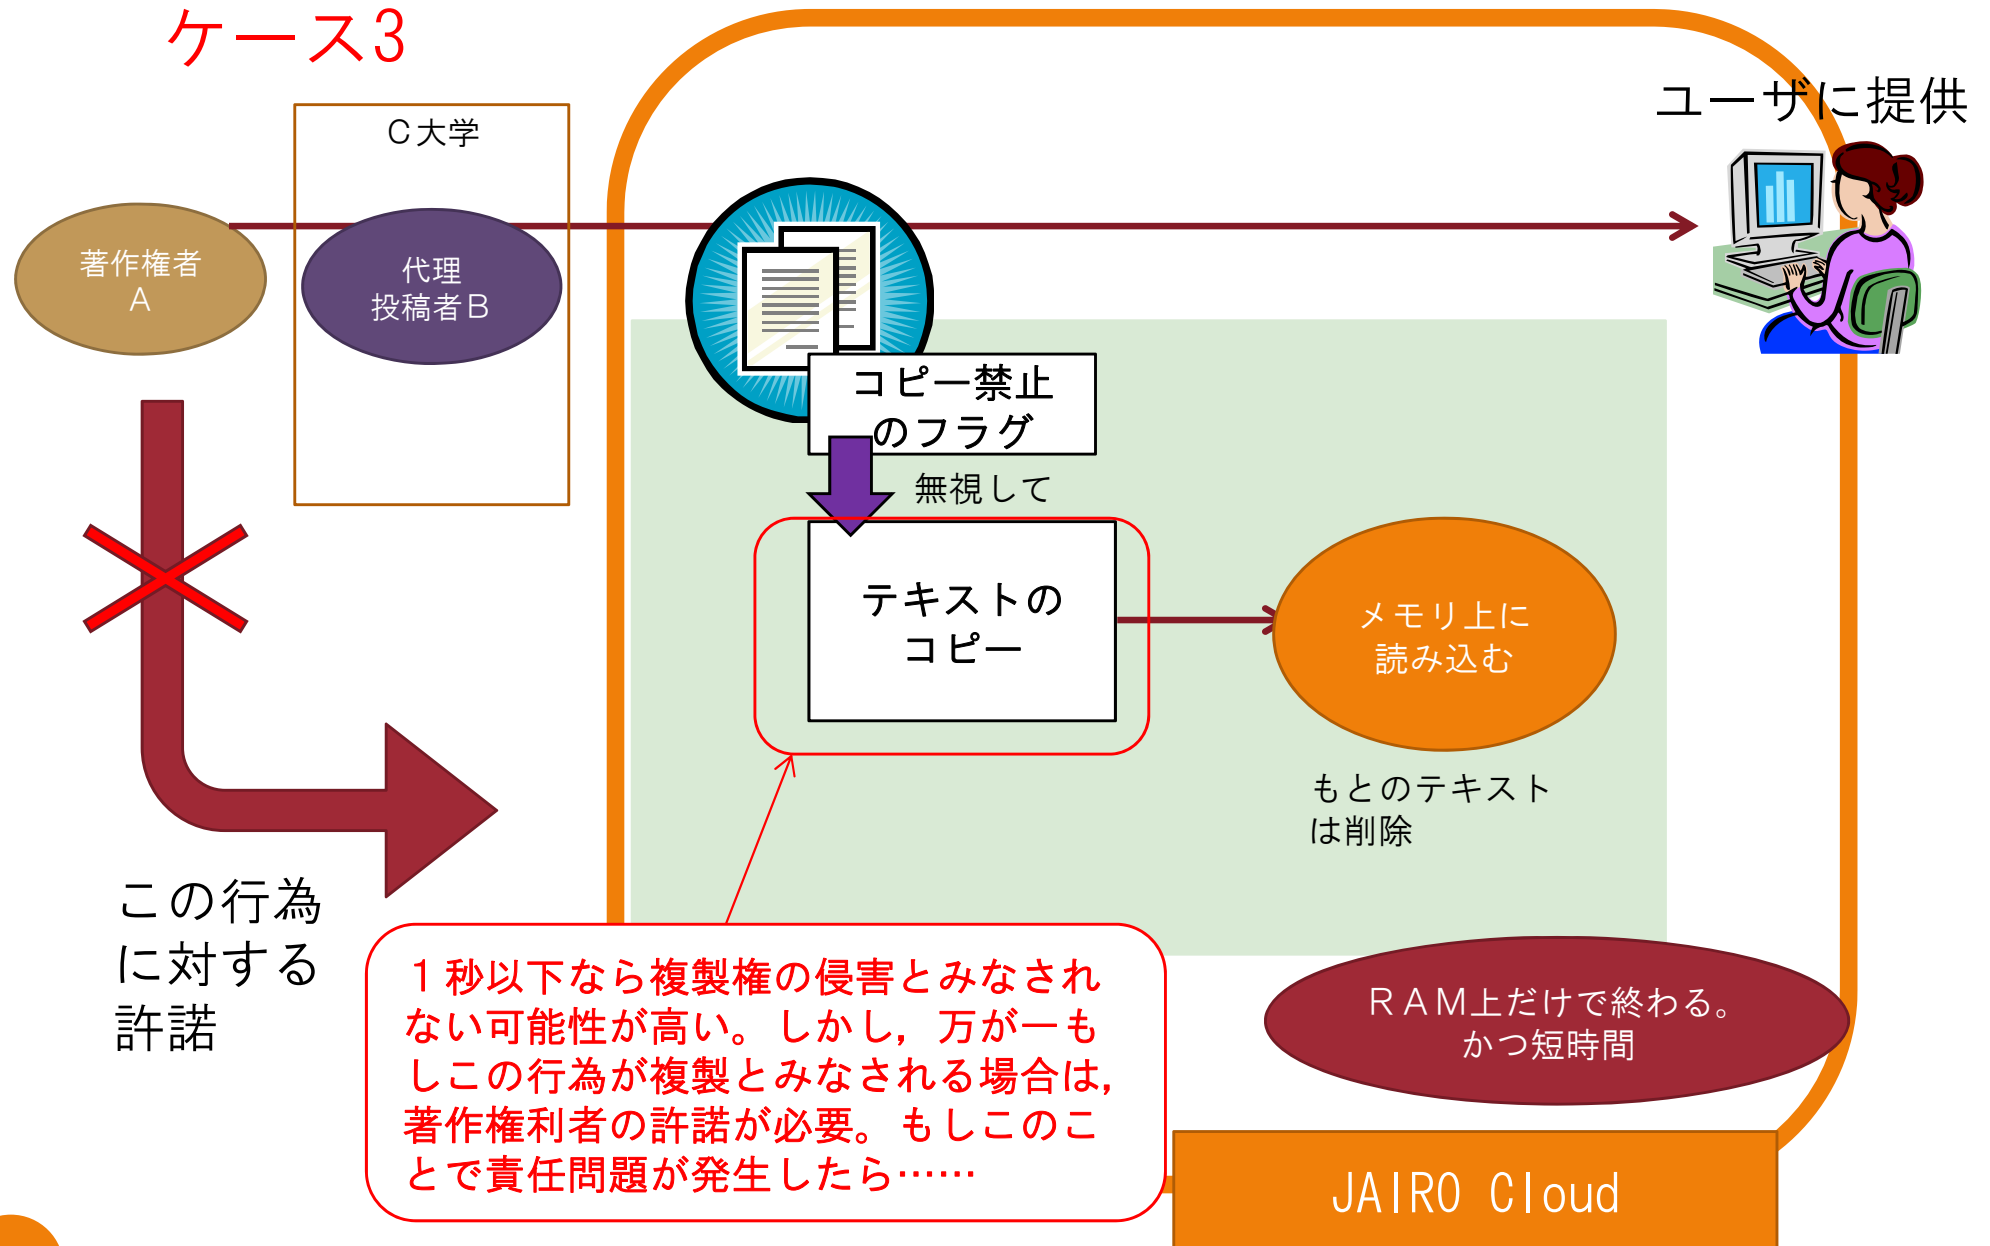 ケース3
ユーザに提供
C大学
著作権者
A
代理
投稿者B
コピー禁止
のフラグ
無視して
テキストの
コピー
メモリ上に
読み込む
もとのテキスト
は削除
この行為
に対する
許諾
1秒以下なら複製権の侵害とみなされ
ない可能性が高い。しかし,万が一も
しこの行為が複製とみなされる場合は,
著作権利者の許諾が必要。もしこのこ
とで責任問題が発生したら……
RAM上だけで終わる。
かつ短時間
JAIRO Cloud